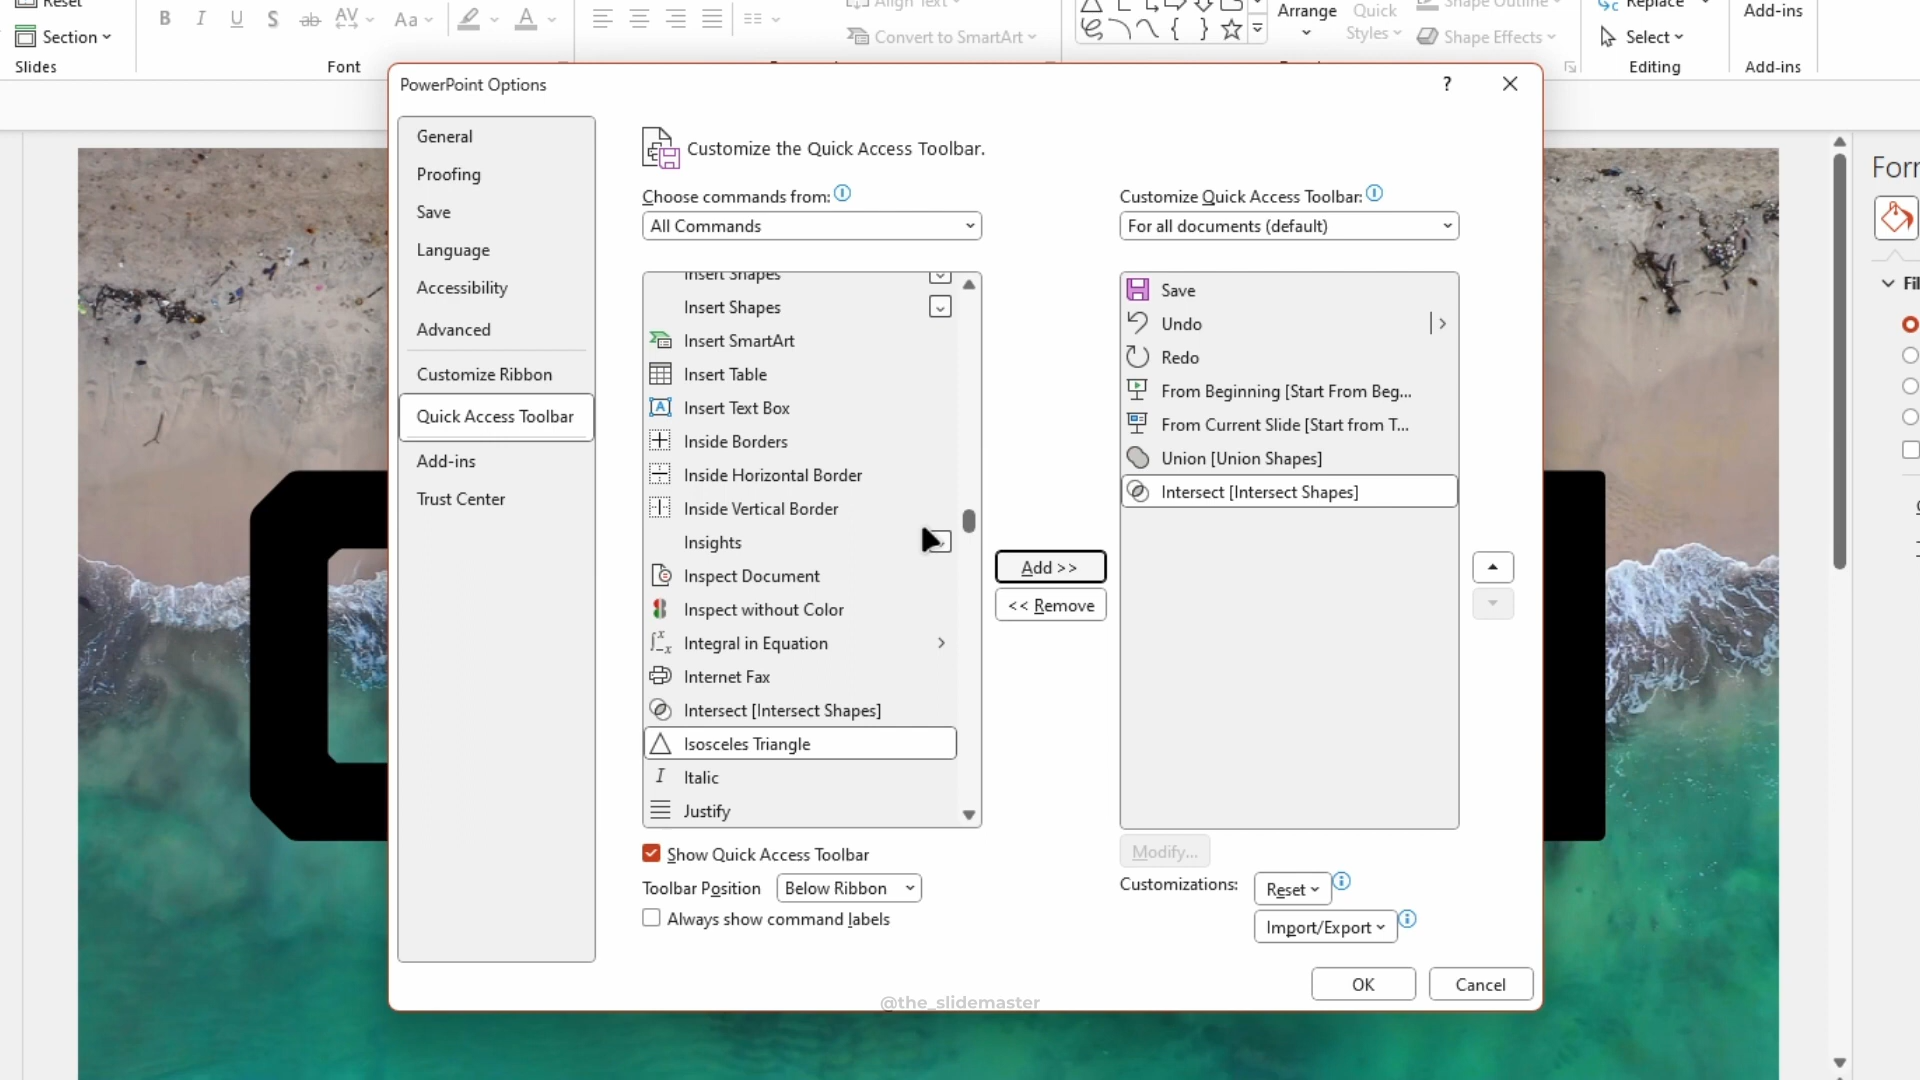 Reset
Section
Slides
B I U S ab AV Aa A
Font
Align Text
Convert to SmartArt
Arrange
Quick
Styles
Shape Outline
Shape Effects
Replace
Select
Editing
Add-ins
Add-ins
PowerPoint Options
?
General
Proofing
Save
Language
Accessibility
Advanced
Customize Ribbon
Quick Access Toolbar
Add-ins
Trust Center
Customize the Quick Access Toolbar.
Choose commands from:
All Commands
Insert Shapes
Insert Shapes
Insert SmartArt
Insert Table
Insert Text Box
Inside Borders
Inside Horizontal Border
Inside Vertical Border
Insights
Inspect Document
Inspect without Color
Integral in Equation
Internet Fax
Intersect [Intersect Shapes]
Isosceles Triangle
Italic
Justify
Add >>
<< Remove
Customize Quick Access Toolbar:
For all documents (default)
Save
Undo
Redo
From Beginning [Start From Beg...
From Current Slide [Start from T...
Union [Union Shapes]
Intersect [Intersect Shapes]
Modify...
Show Quick Access Toolbar
Toolbar Position Below Ribbon
Always show command labels
Customizations: Reset
Import/Export
OK
Cancel
@the_slidemaster